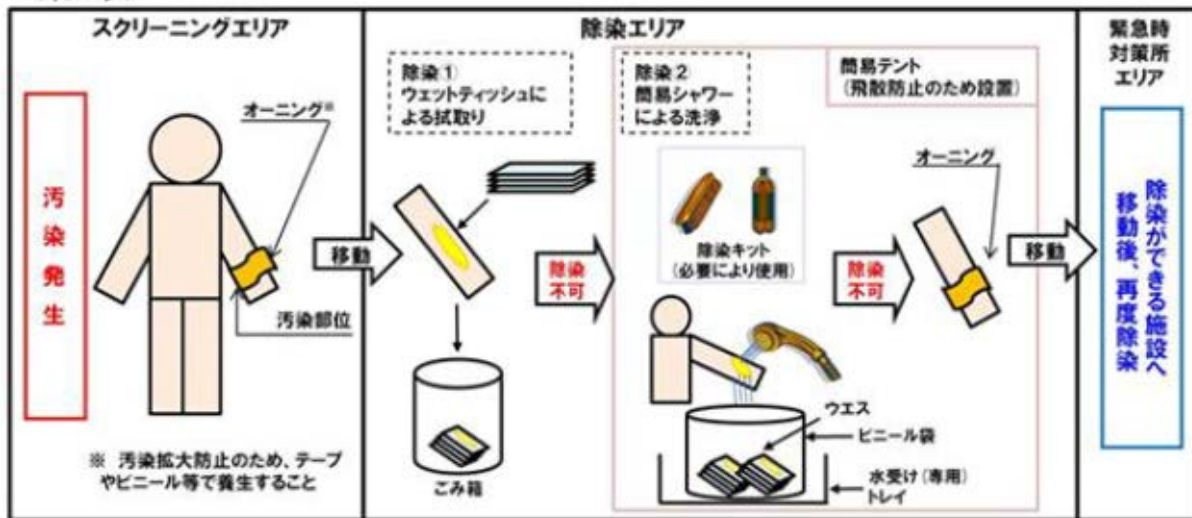 スクリーニングエリア
汚染発生
オーニング※
汚染部位
※ 汚染拡大防止のため、テープ
やビニール等で養生すること
移動
除染エリア
除染①
ウェットティッシュに
よる拭取り
ごみ箱
除染
不可
除染②
簡易シャワー
による洗浄
簡易テント
(飛散防止のため設置)
除染キット
(必要により使用)
ウエス
ビニール袋
水受け(専用)
トレイ
除染
不可
オーニング
移動
緊急時
対策所
エリア
除染ができる施設へ
移動後、再度除染